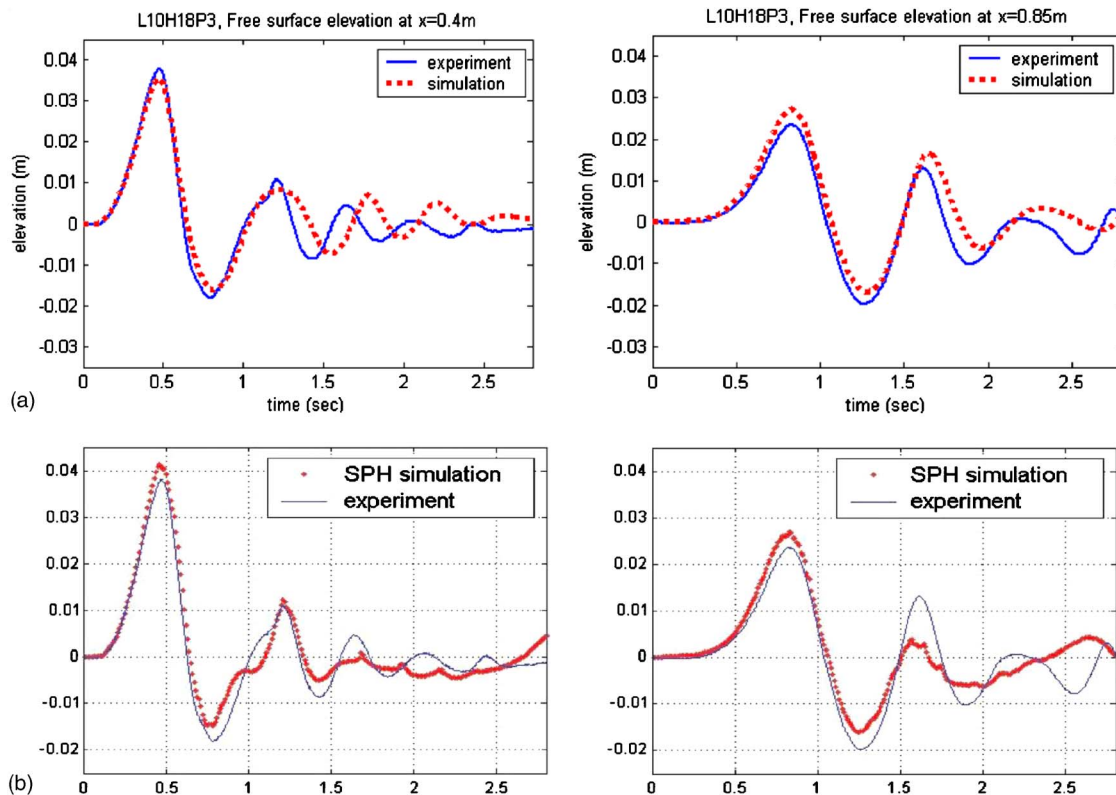 L10H18P3, Free surface elevation at x=0.4m
0.04
0.03
0.02
0.01
0
-0.01
-0.02
-0.03
elevation (m)
experiment
simulation
0 0.5 1 1.5 2 2.5
time (sec)
(a)
L10H18P3, Free surface elevation at x=0.85m
0.04
0.03
0.02
0.01
0
-0.01
-0.02
-0.03
elevation (m)
experiment
simulation
0 0.5 1 1.5 2 2.5
time (sec)
0.04
0.03
0.02
0.01
0
-0.01
-0.02
SPH simulation
experiment
0 0.5 1 1.5 2 2.5
(b)
0.04
0.03
0.02
0.01
0
-0.01
-0.02
SPH simulation
experiment
0 0.5 1 1.5 2 2.5